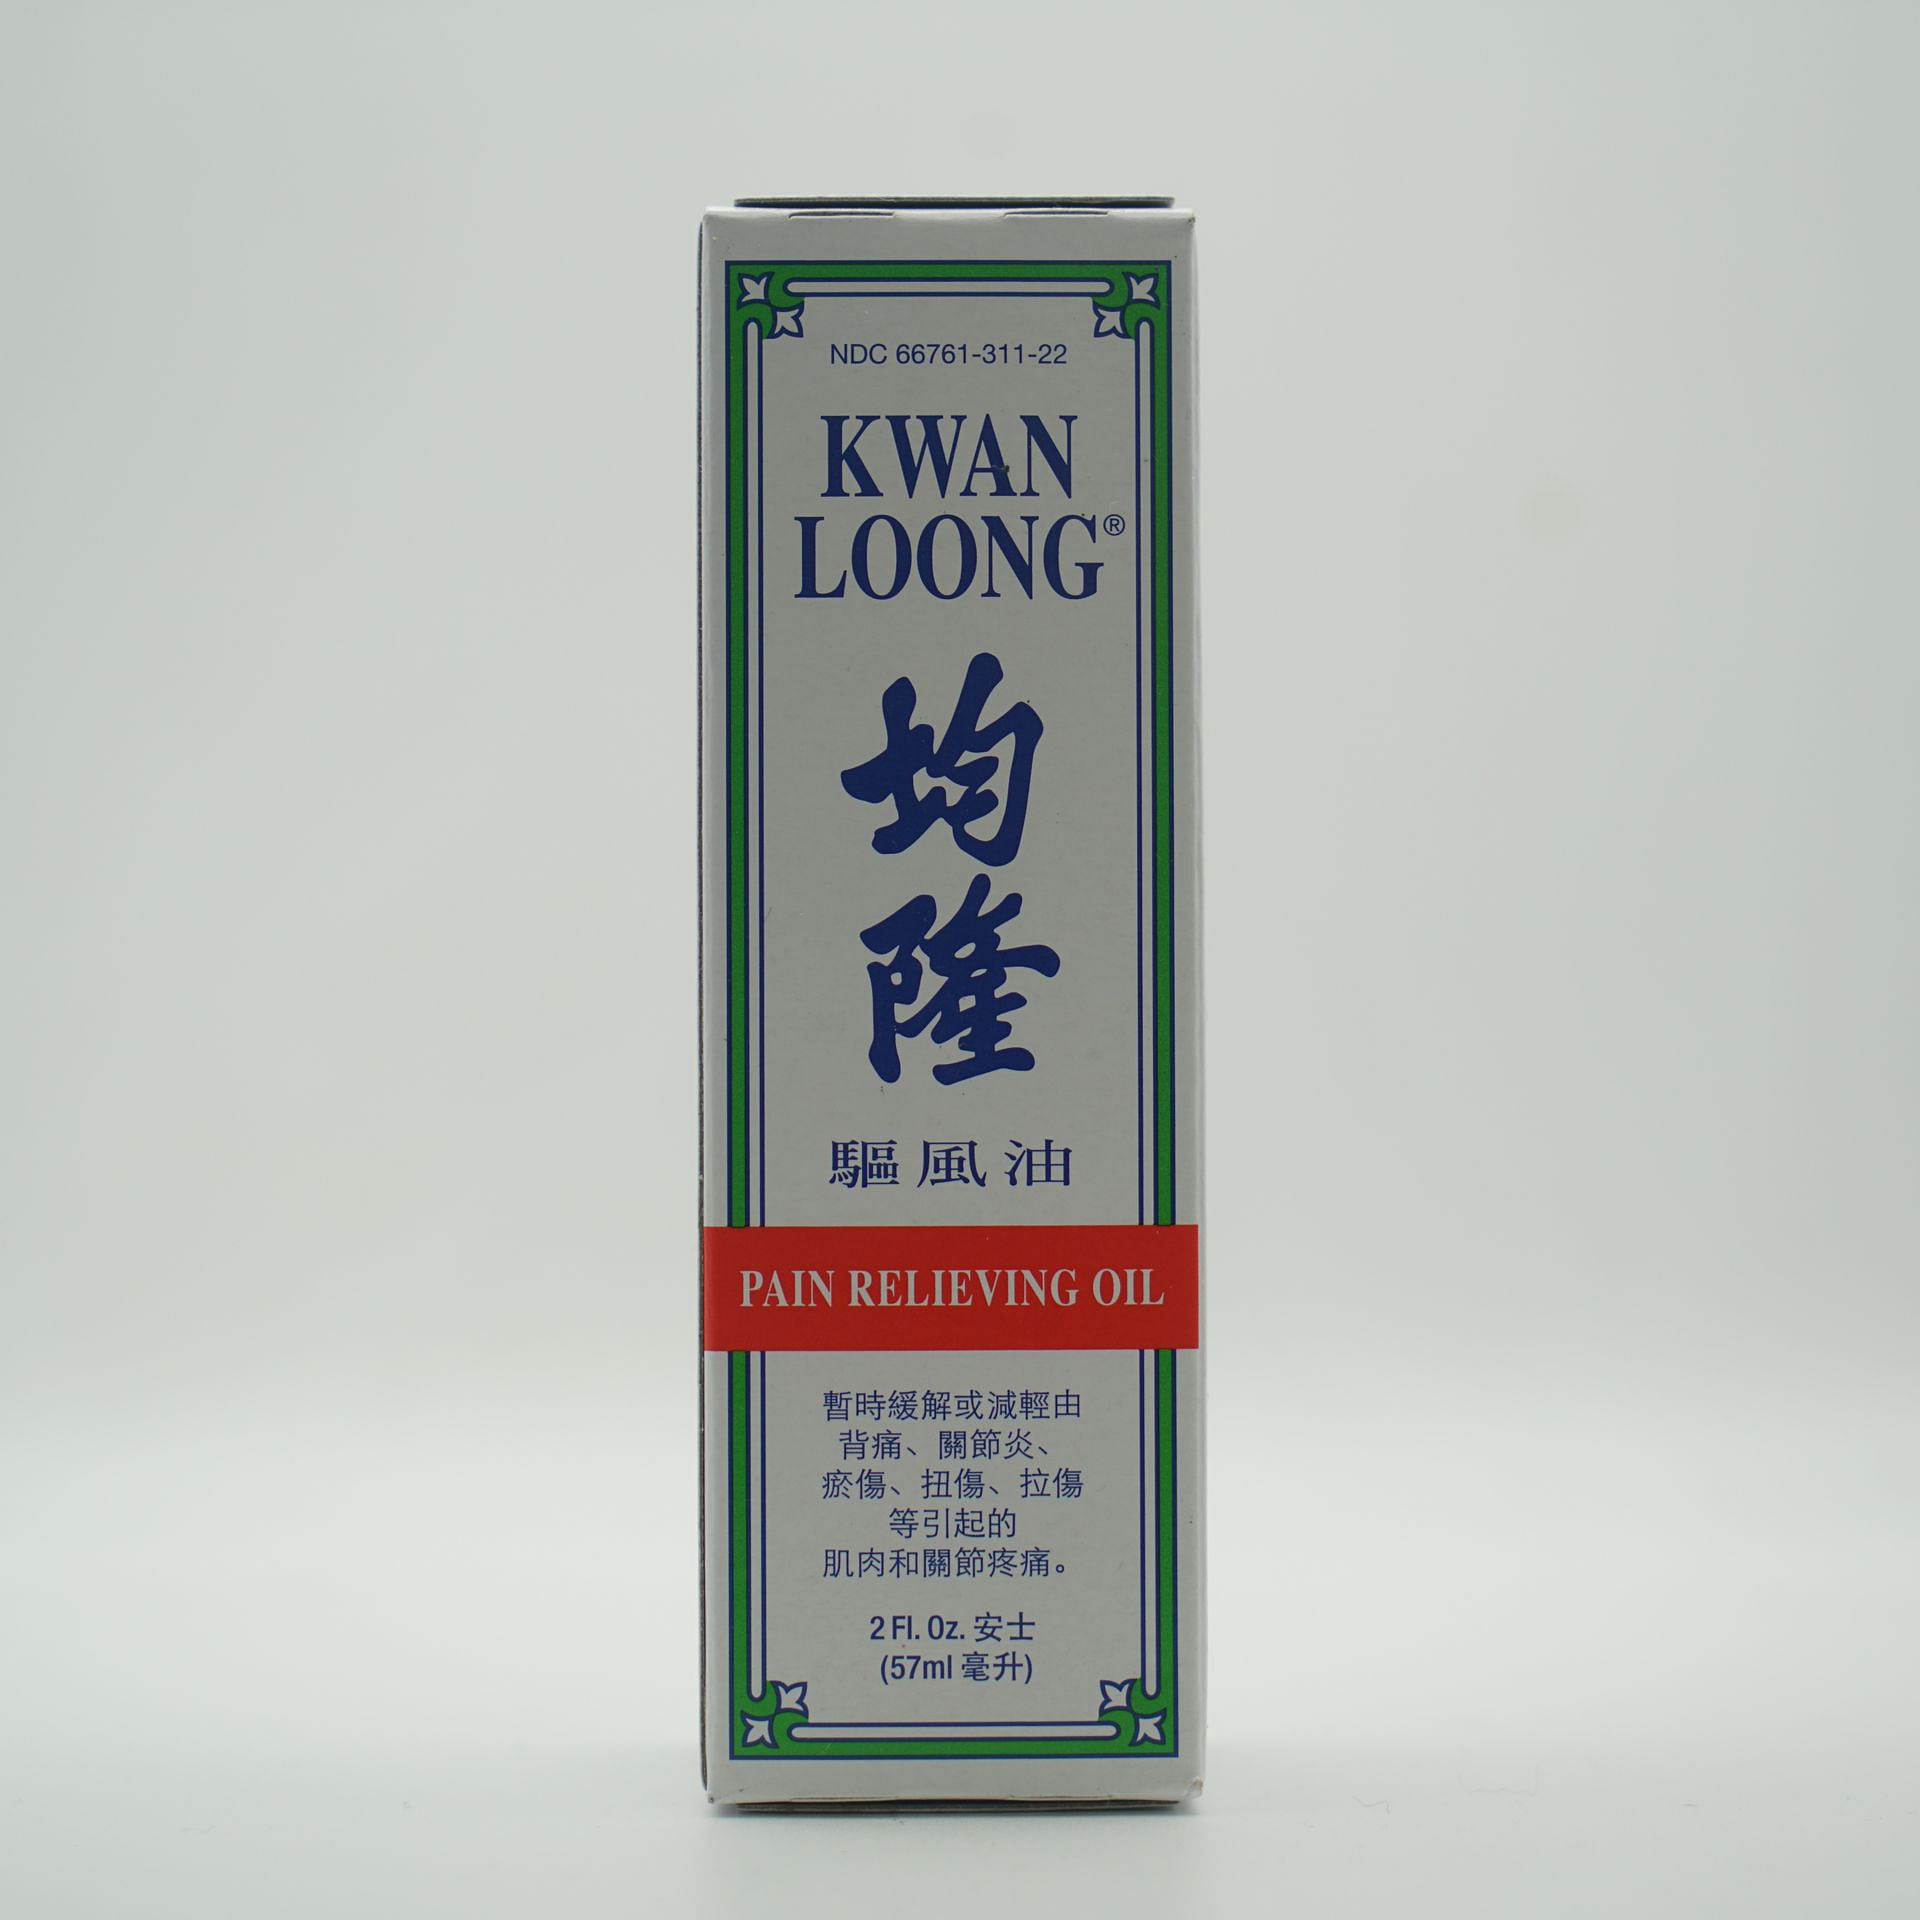 NDC 66761-311-22
KWAN
LOONG®
均
隆
驅風油
PAIN RELIEVING OIL
暫時緩解或減輕由
背痛、關節炎、
瘀傷、扭傷、拉傷
等引起的
肌肉和關節疼痛。
2 Fl. Oz. 安士
(57ml 毫升)